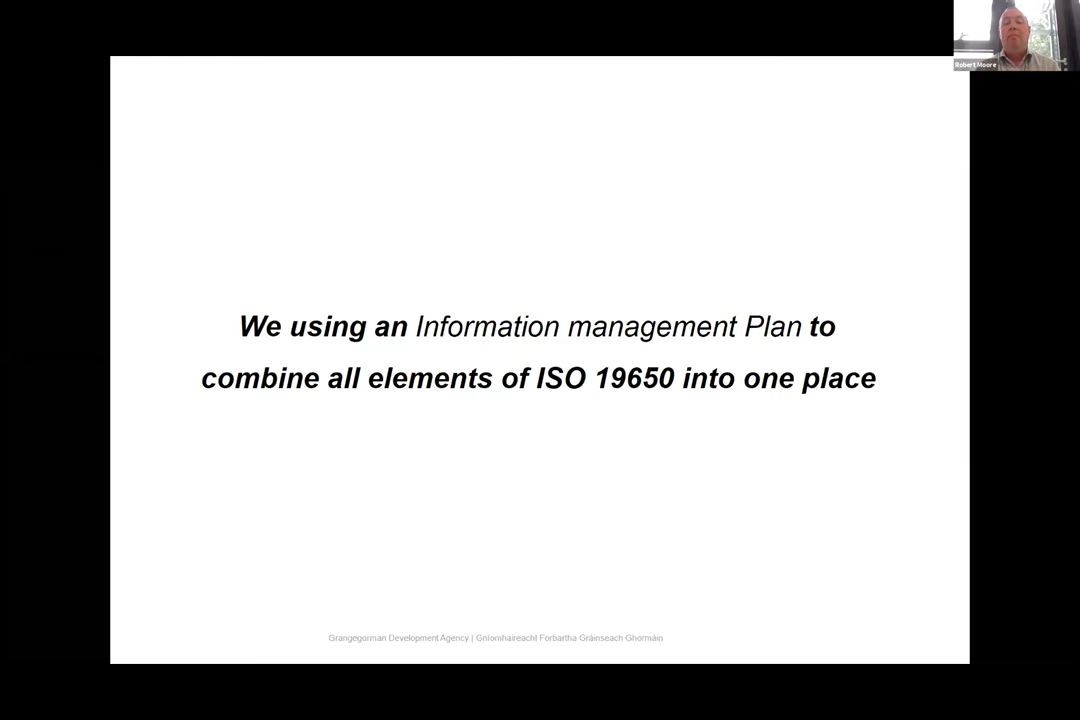 Robert Moore
We using an Information management Plan to
combine all elements of ISO 19650 into one place
Grangegorman Development Agency | Gníomhaireacht Forbartha Gráinseach Ghormáin